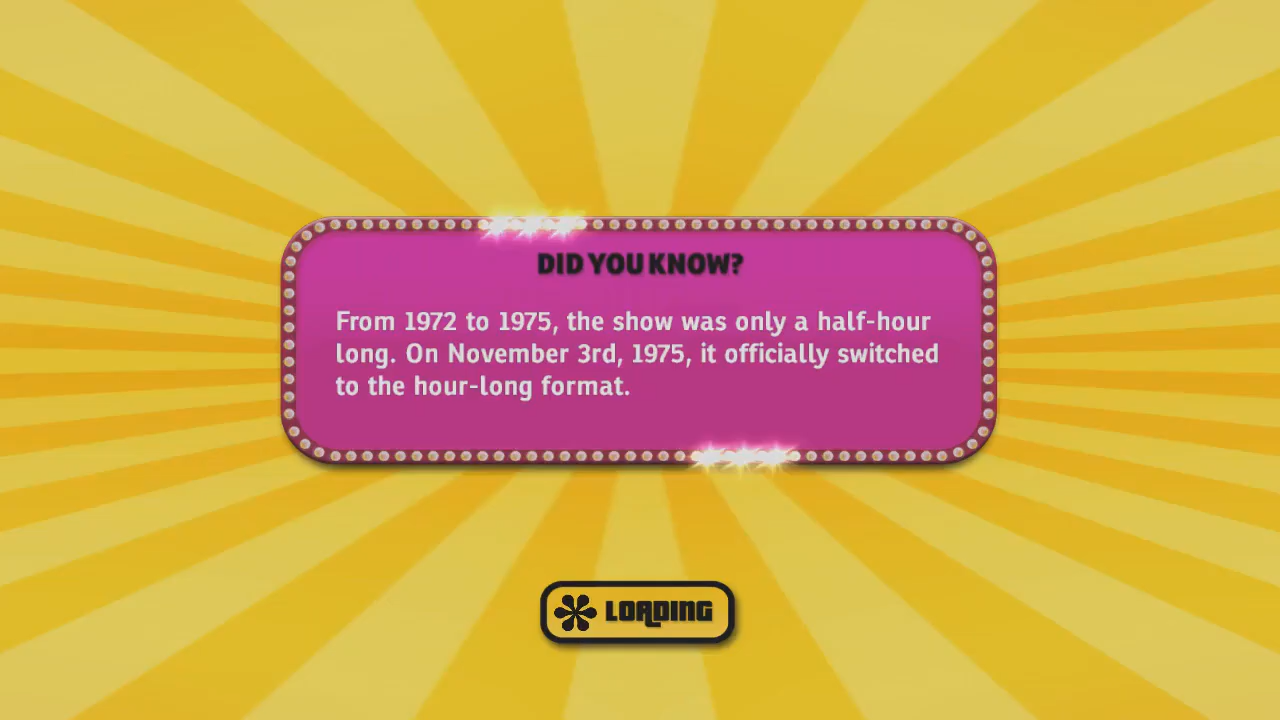 DID YOU KNOW?
From 1972 to 1975, the show was only a half-hour
long. On November 3rd, 1975, it officially switched
to the hour-long format.
LOADING